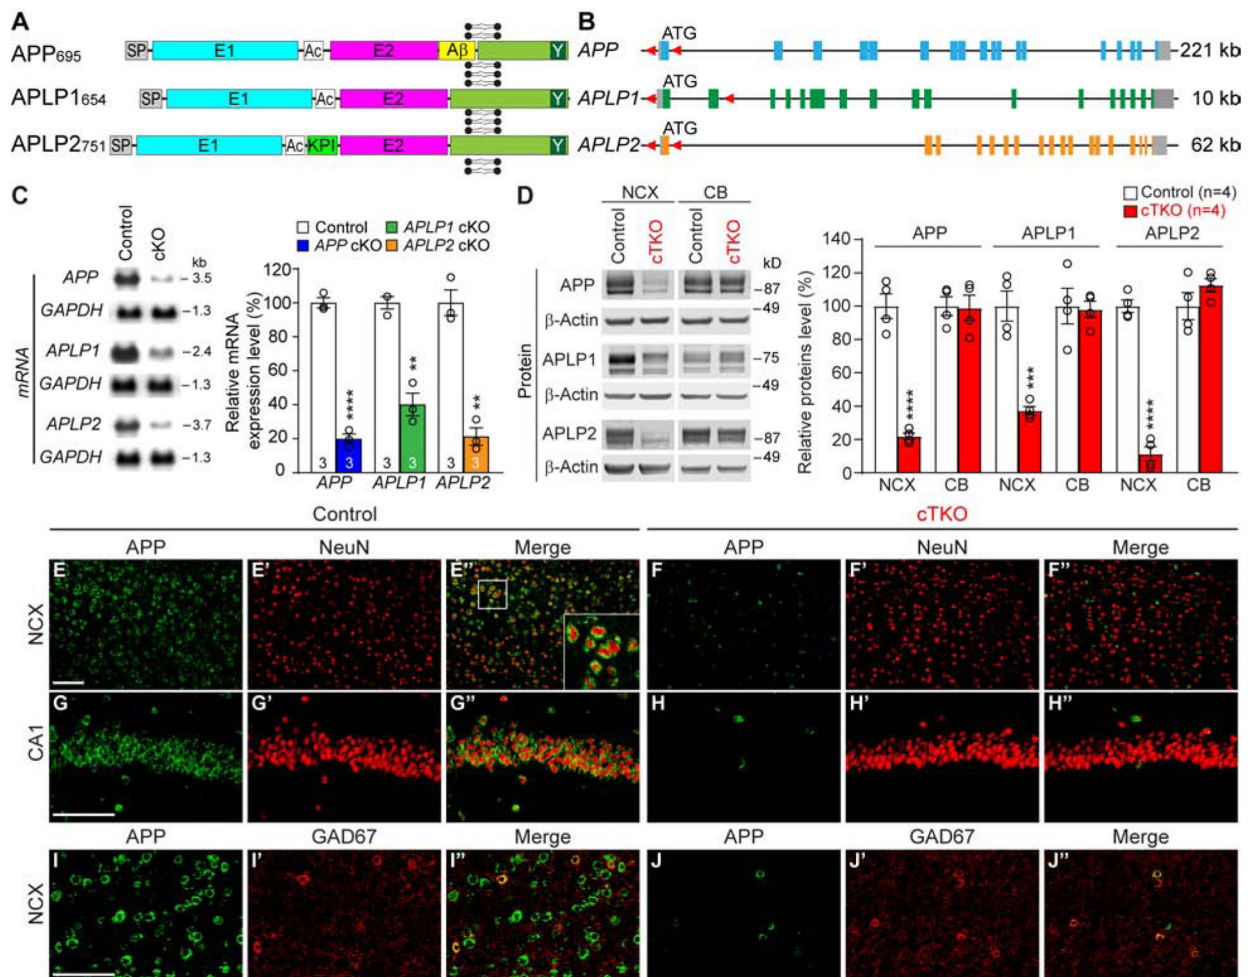 A
APP695
SP E1 Ac E2 Aβ Y
APLP1654
SP E1 Ac E2 Y
APLP2751
SP E1 Ac KPI E2 Y
B
APP ATG 221 kb
APLP1 ATG 10 kb
APLP2 ATG 62 kb
C
Control cKO
kb
mRNA
APP -3.5
GAPDH -1.3
APLP1 -2.4
GAPDH -1.3
APLP2 -3.7
GAPDH -1.3
Control APLP1 cKO
APP cKO APLP2 cKO
Relative mRNA
expression level (%)
120
100
80
60
40
20
0
**** ** **
3 3 3 3 3 3
APP APLP1 APLP2
D
NCX CB
Control cTKO Control cTKO
kD
Protein
APP -87
-49
β-Actin
APLP1 -75
-49
β-Actin
APLP2 -87
-49
β-Actin
Control (n=4)
cTKO (n=4)
APP APLP1 APLP2
Relative proteins level (%)
140
120
100
80
60
40
20
0
**** *** ****
NCX CB NCX CB NCX CB
Control cTKO
APP NeuN Merge APP NeuN Merge
NCX
E E' E'' F F' F''
CA1
G G' G'' H H' H''
APP GAD67 Merge APP GAD67 Merge
NCX
I I' I'' J J' J''